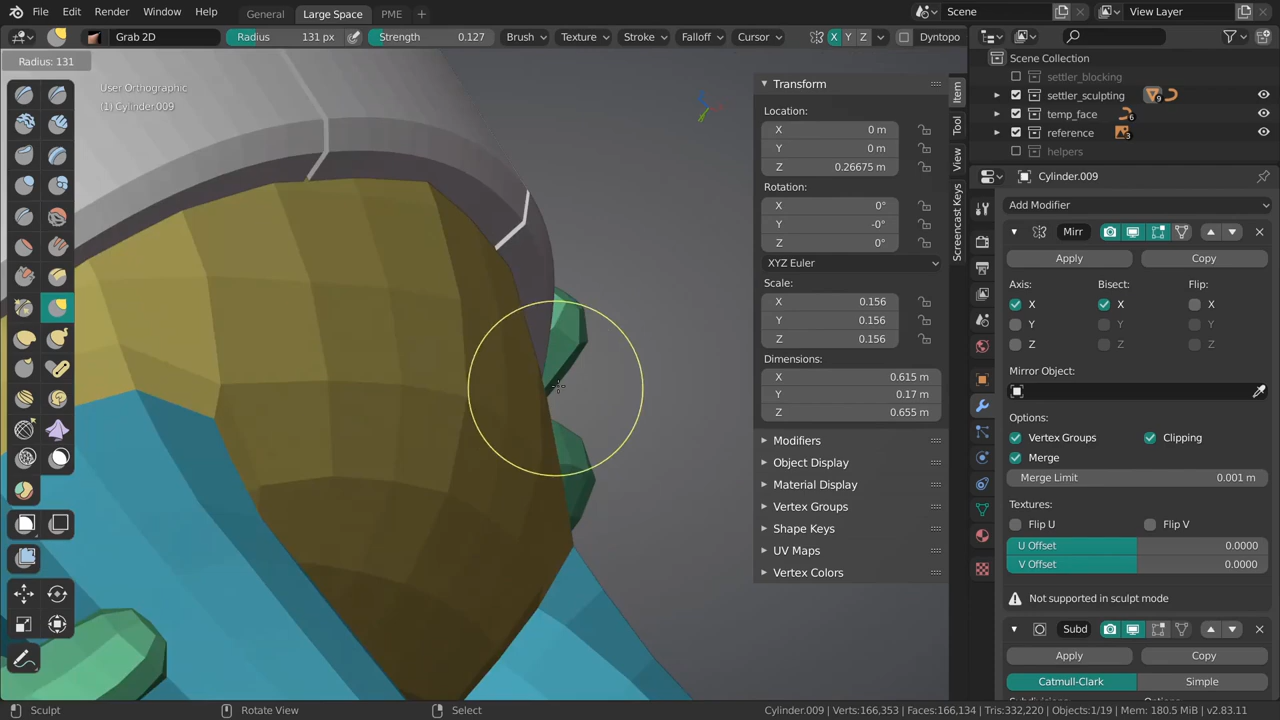 File Edit Render Window Help General Large Space PME Scene View Layer
Grab 2D Radius 131 px Strength 0.127 Brush Texture Stroke Falloff Cursor X Y Z Dyntopo
Radius: 131
User Orthographic
(1) Cylinder.009
Transform
Location:
X 0 m
Y 0 m
Z 0.26675 m
Rotation:
X 0°
Y -0°
Z 0°
XYZ Euler
Scale:
X 0.156
Y 0.156
Z 0.156
Dimensions:
X 0.615 m
Y 0.17 m
Z 0.655 m
Modifiers
Object Display
Material Display
Vertex Groups
Shape Keys
UV Maps
Vertex Colors
Item
Tool
View
Screencast Keys
Scene Collection
settler_blocking
settler_sculpting 9
temp_face 6
reference 3
helpers
Cylinder.009
Add Modifier
Mirr
Apply Copy
Axis: Bisect: Flip:
X X X
Y Y Y
Z Z Z
Mirror Object:
Options:
Vertex Groups Clipping
Merge
Merge Limit 0.001 m
Textures:
Flip U Flip V
U Offset 0.0000
V Offset 0.0000
Not supported in sculpt mode
Subd
Apply Copy
Catmull-Clark Simple
Sculpt Rotate View Select Cylinder.009 | Verts:166,353 | Faces:166,134 | Tris:332,220 | Objects:1/19 | Mem: 180.5 MiB | v2.83.11